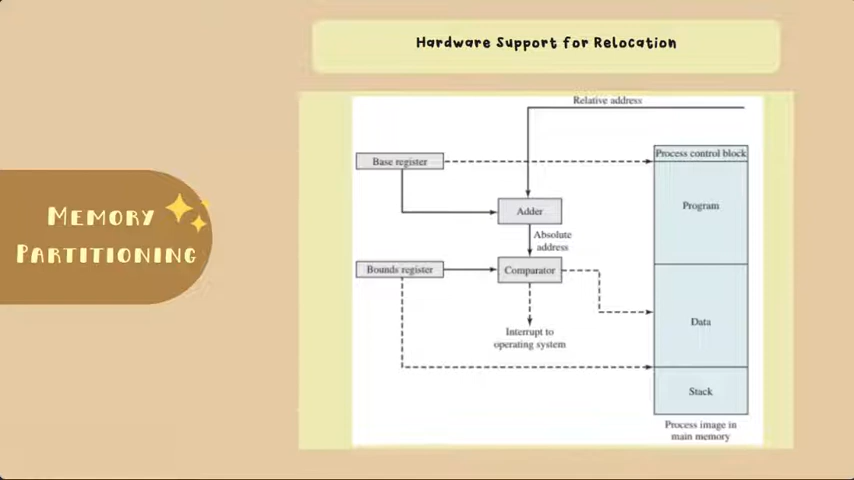 Hardware Support for Relocation
MEMORY
PARTITIONING
Relative address
Base register
Process control block
Program
Adder
Absolute
address
Bounds register
Comparator
Data
Interrupt to
operating system
Stack
Process image in
main memory